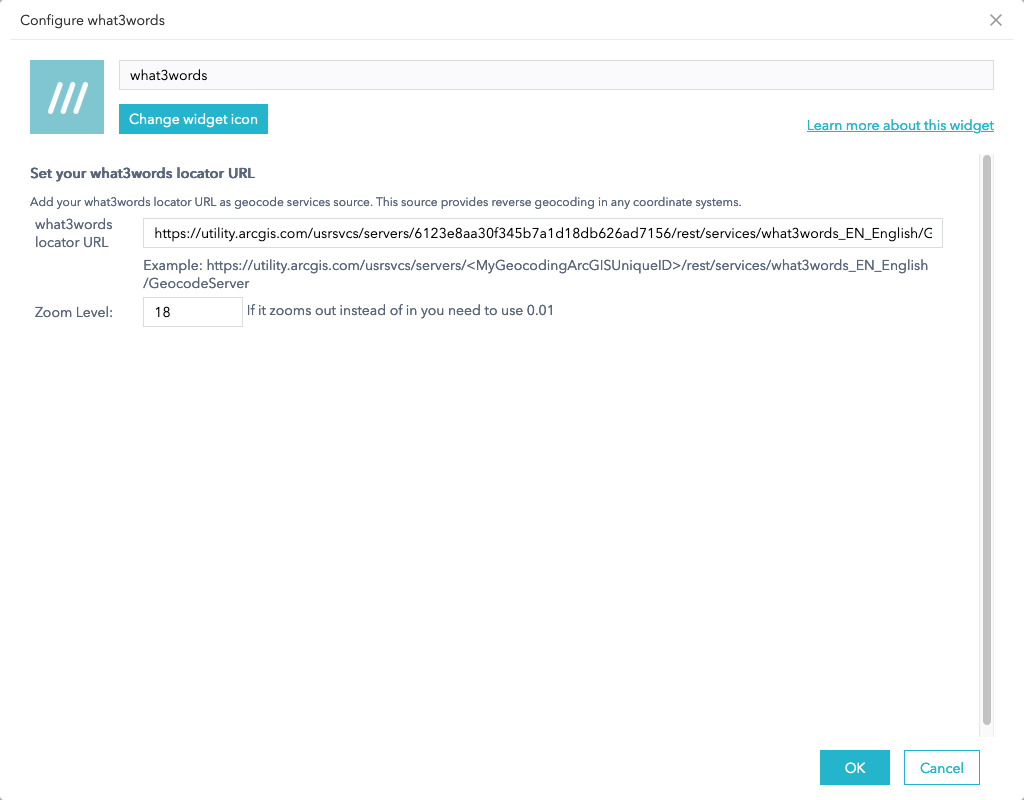 Configure what3words
what3words
Change widget icon
Learn more about this widget
Set your what3words locator URL
Add your what3words locator URL as geocode services source. This source provides reverse geocoding in any coordinate systems.
what3words
locator URL
https://utility.arcgis.com/usrsvcs/servers/6123e8aa30f345b7a1d18db626ad7156/rest/services/what3words_EN_English/G
Example: https://utility.arcgis.com/usrsvcs/servers/<MyGeocodingArcGISUniqueID>/rest/services/what3words_EN_English
/GeocodeServer
Zoom Level:
18
If it zooms out instead of in you need to use 0.01
OK
Cancel